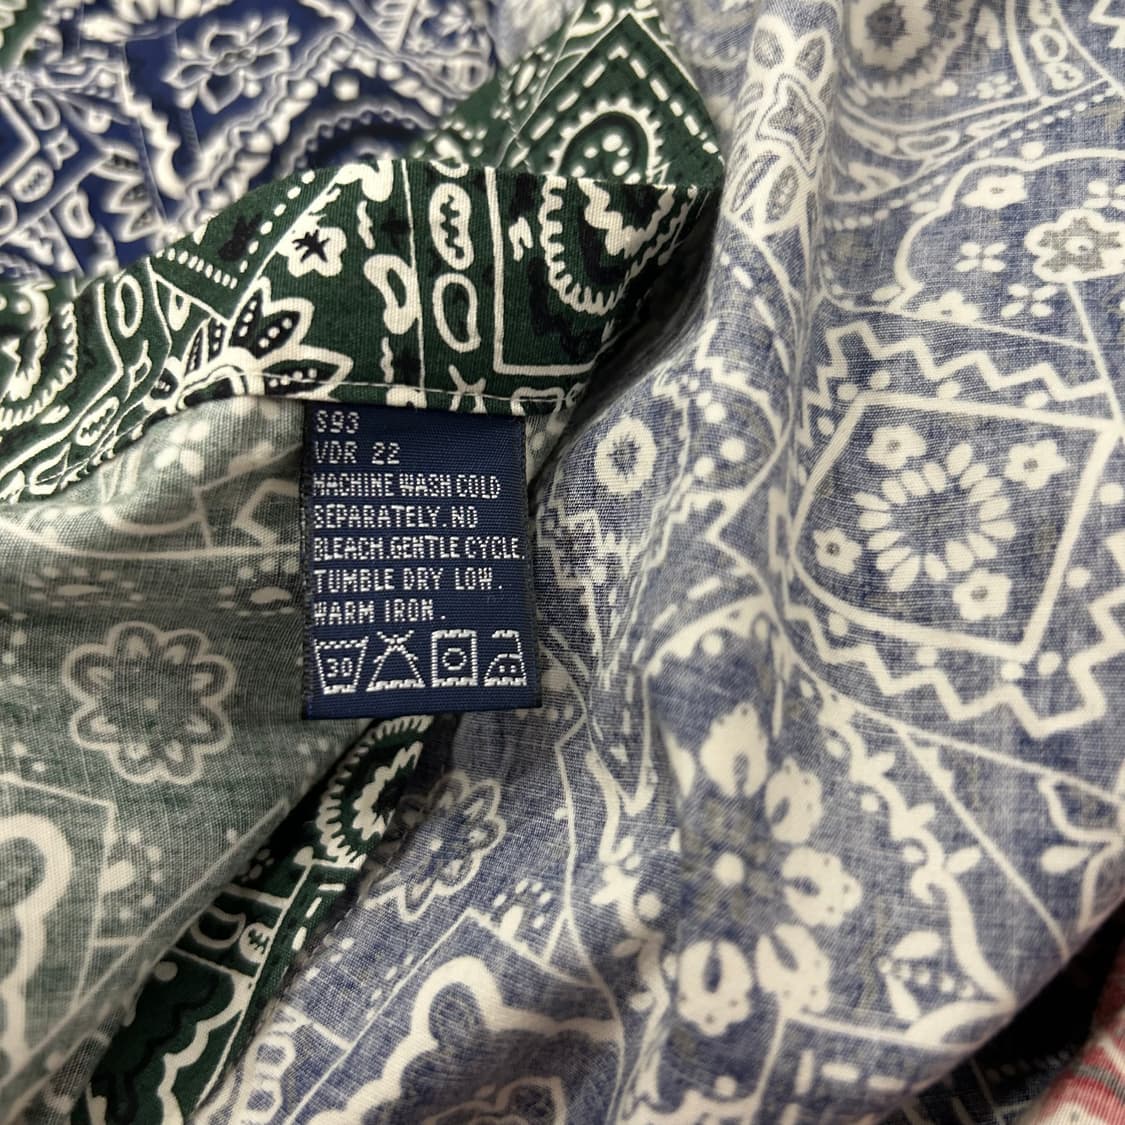 S93
VDR 22
MACHINE WASH COLD
SEPARATELY. NO
BLEACH. GENTLE CYCLE.
TUMBLE DRY LOW.
WARM IRON.
30